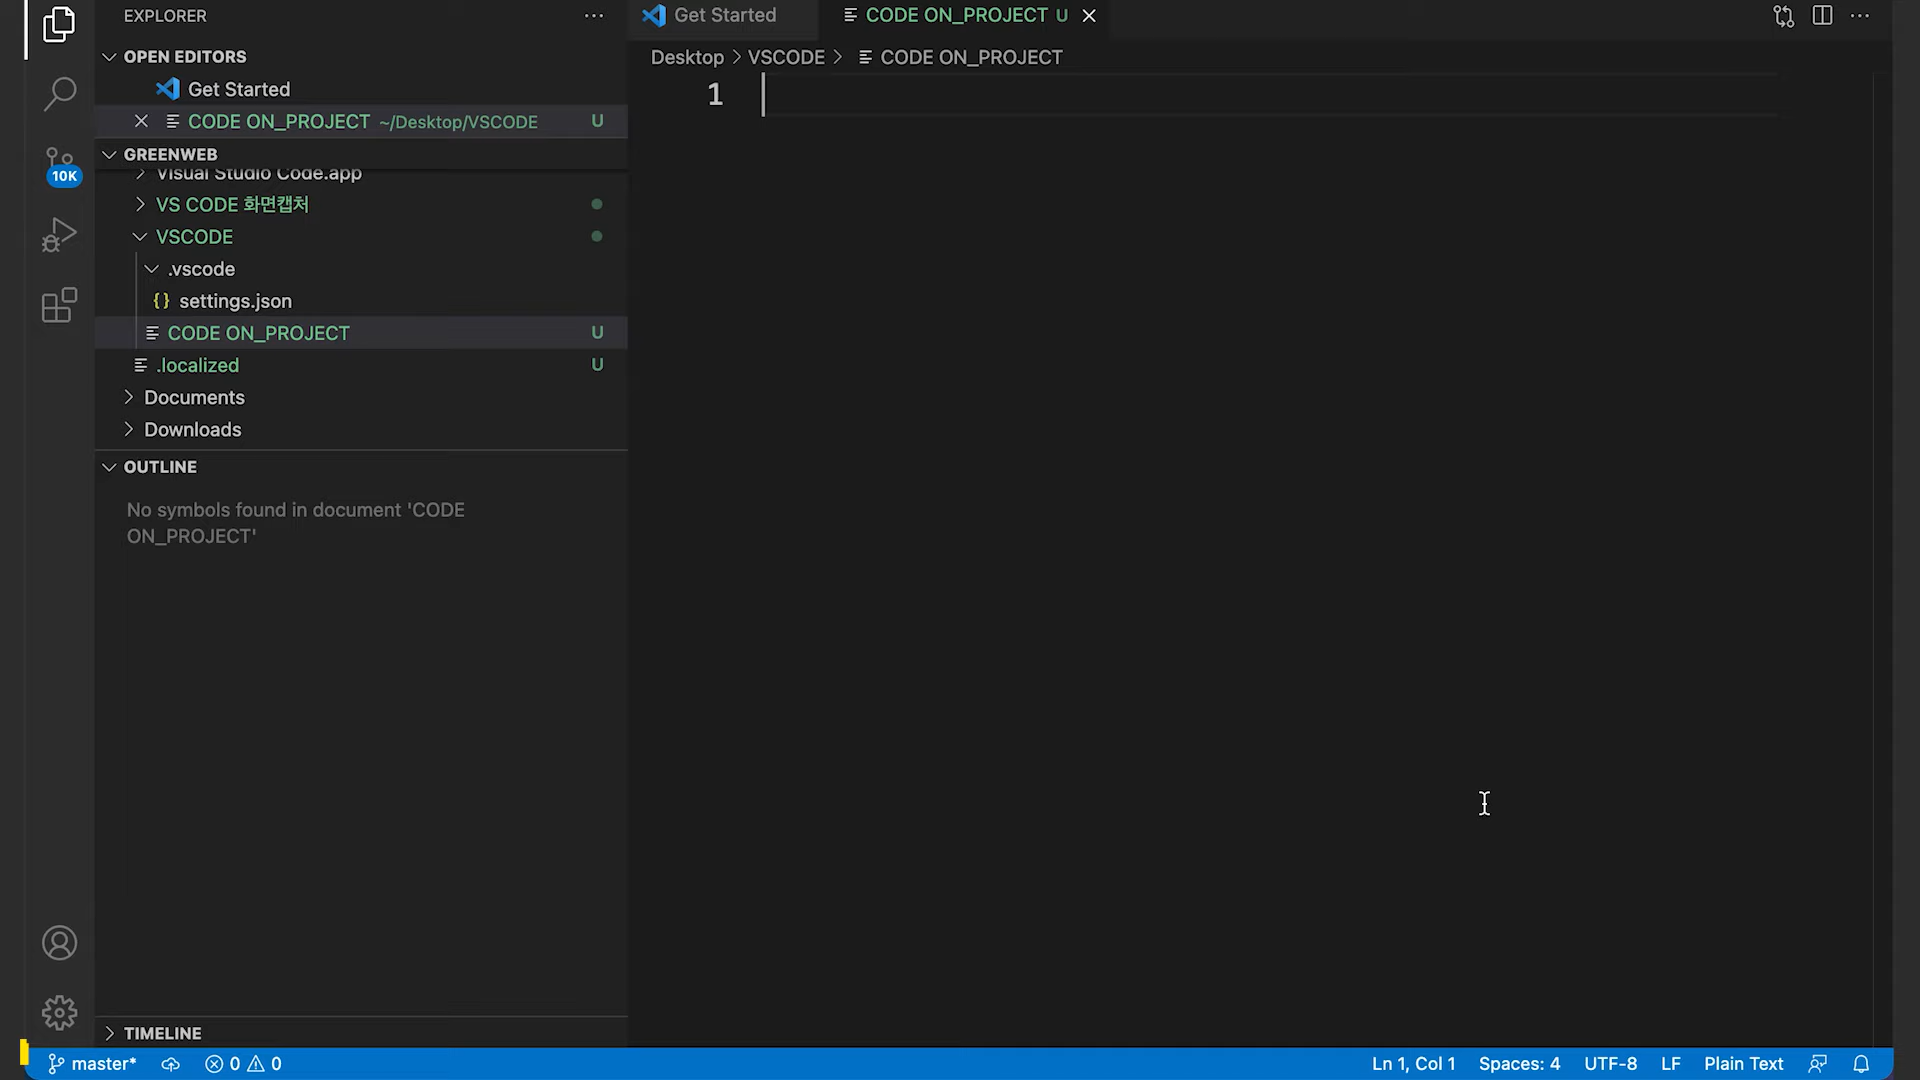 EXPLORER
OPEN EDITORS
Get Started
CODE ON_PROJECT ~/Desktop/VSCODE U
GREENWEB
Visual Studio Code.app
VS CODE 화면캡처
VSCODE
.vscode
{} settings.json
CODE ON_PROJECT U
.localized U
Documents
Downloads
OUTLINE
No symbols found in document 'CODE
ON_PROJECT'
TIMELINE
10K
Get Started
CODE ON_PROJECT U
Desktop > VSCODE > CODE ON_PROJECT
1
master* 0 0
Ln 1, Col 1 Spaces: 4 UTF-8 LF Plain Text